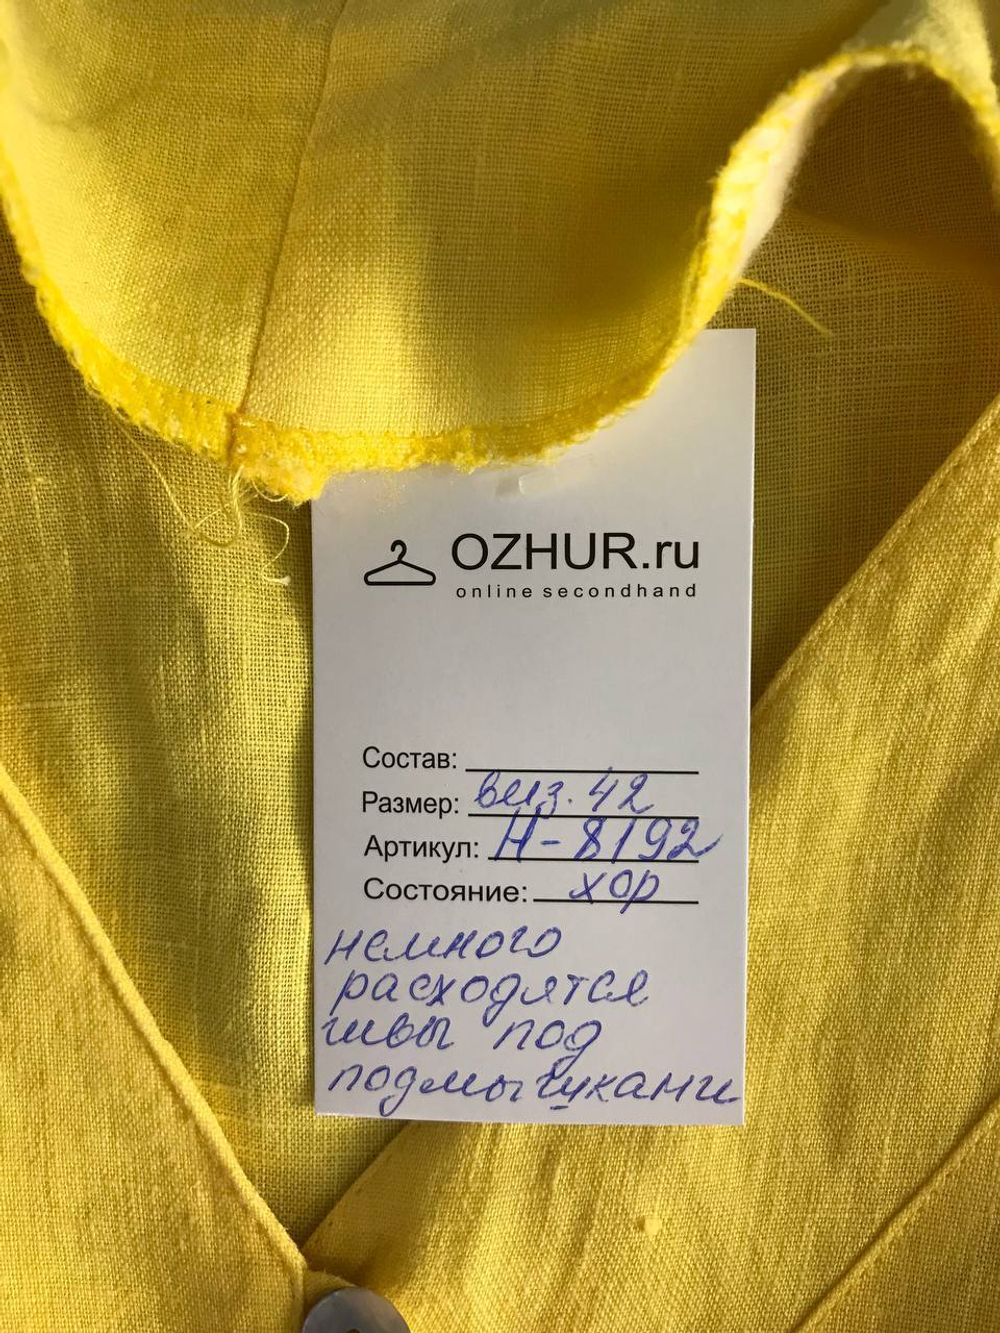 OZHUR.ru
online secondhand
Состав:
Размер: виз. 42
Артикул: Н-8192
Состояние: хор
немного
расходятся
швы под
подмышками